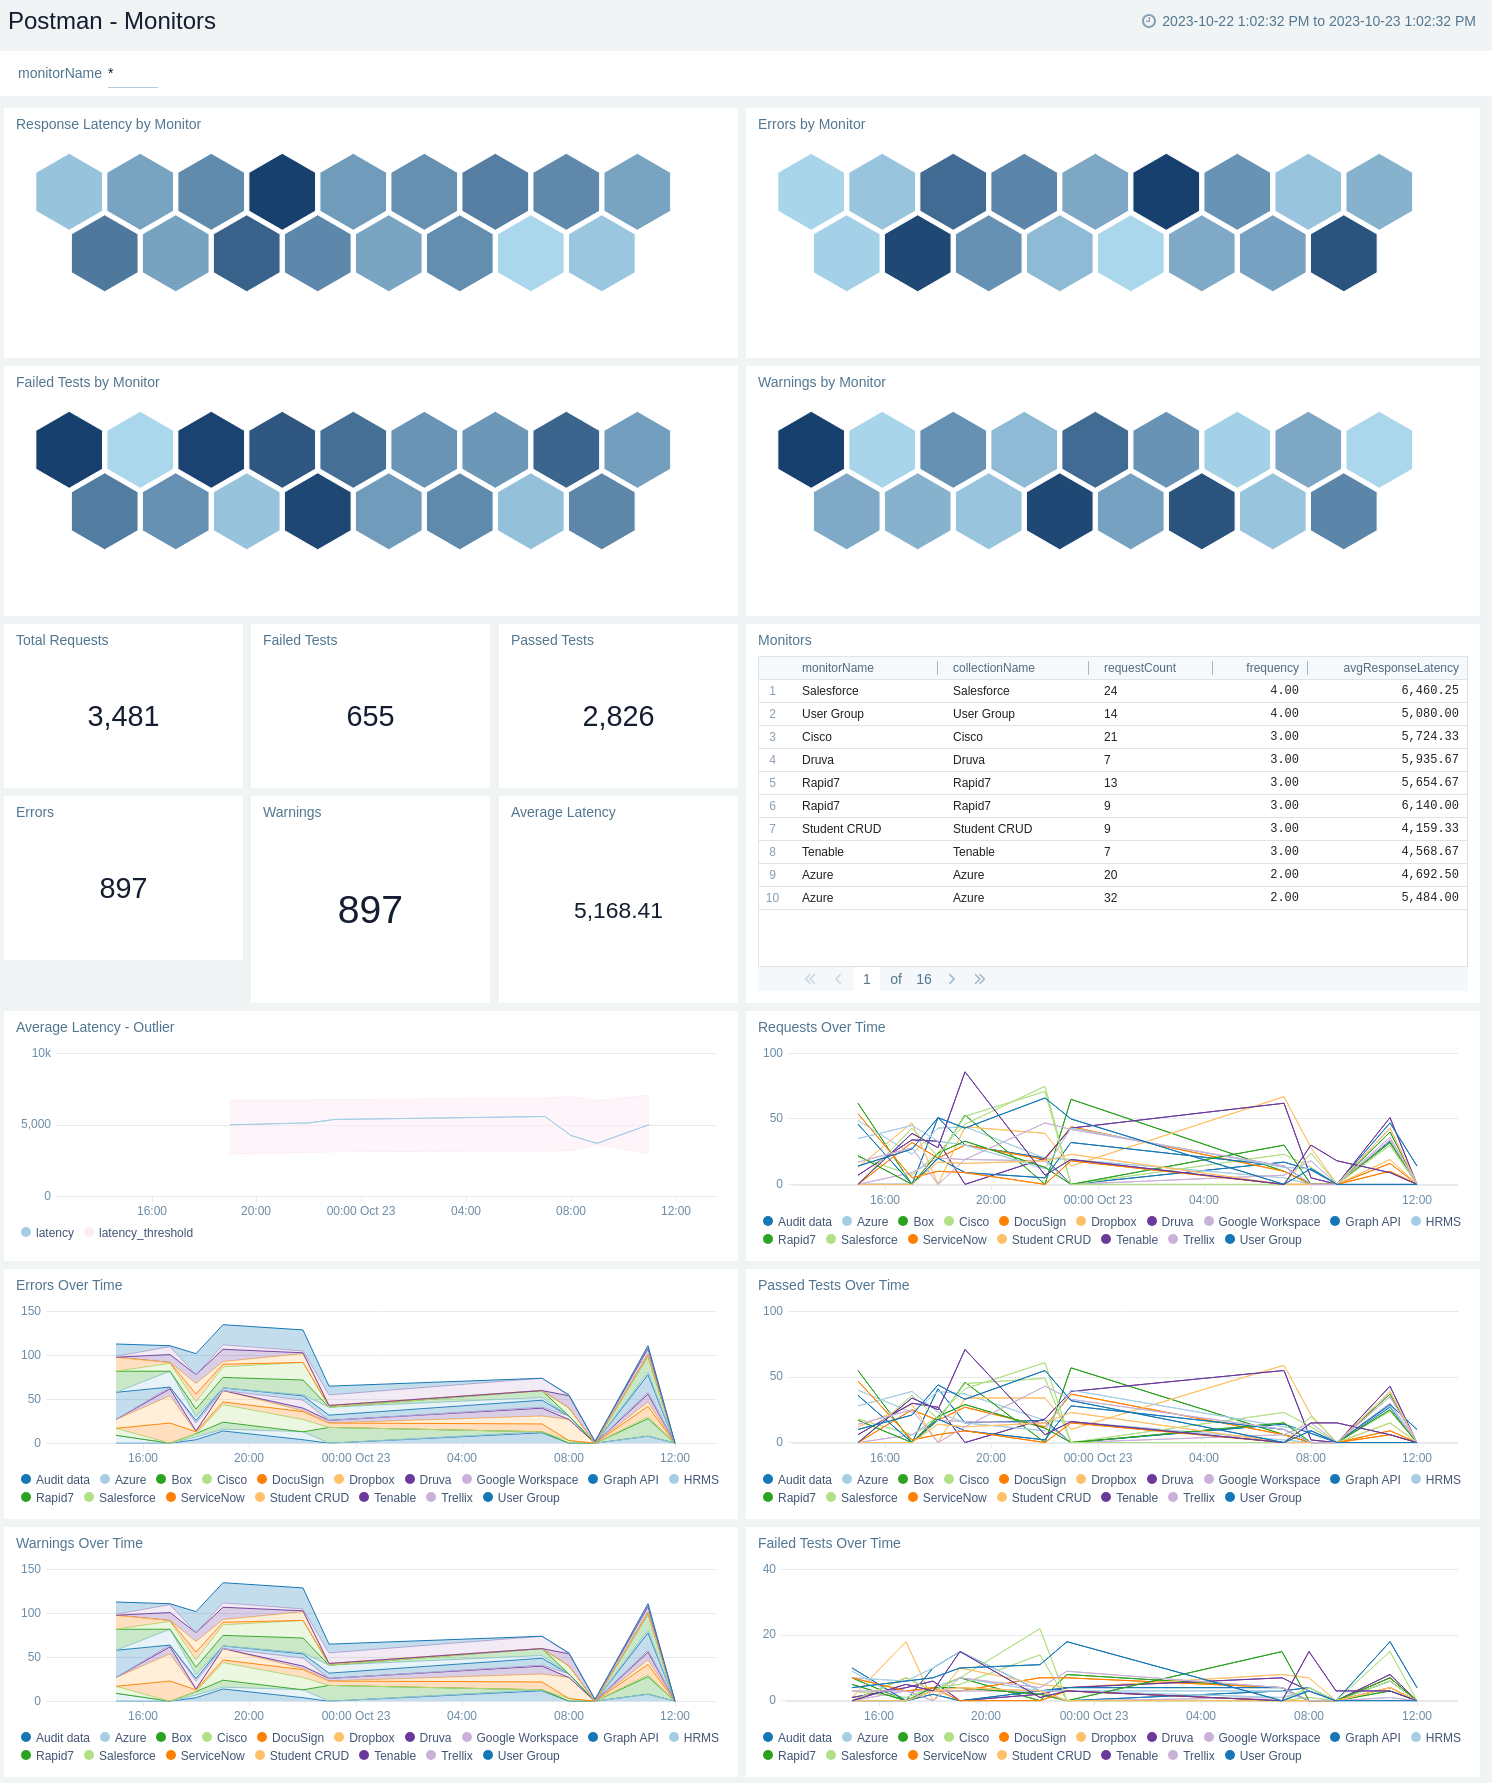 Postman - Monitors
2023-10-22 1:02:32 PM to 2023-10-23 1:02:32 PM
monitorName *
Response Latency by Monitor
Errors by Monitor
Failed Tests by Monitor
Warnings by Monitor
Total Requests
3,481
Failed Tests
655
Passed Tests
2,826
Errors
897
Warnings
897
Average Latency
5,168.41
Monitors
monitorName collectionName requestCount frequency avgResponseLatency
1 Salesforce Salesforce 24 4.00 6,460.25
2 User Group User Group 14 4.00 5,080.00
3 Cisco Cisco 21 3.00 5,724.33
4 Druva Druva 7 3.00 5,935.67
5 Rapid7 Rapid7 13 3.00 5,654.67
6 Rapid7 Rapid7 9 3.00 6,140.00
7 Student CRUD Student CRUD 9 3.00 4,159.33
8 Tenable Tenable 7 3.00 4,568.67
9 Azure Azure 20 2.00 4,692.50
10 Azure Azure 32 2.00 5,484.00
1 of 16
Average Latency - Outlier
10k
5,000
0
16:00 20:00 00:00 Oct 23 04:00 08:00 12:00
latency latency_threshold
Requests Over Time
100
50
0
16:00 20:00 00:00 Oct 23 04:00 08:00 12:00
Audit data Azure Box Cisco DocuSign Dropbox Druva Google Workspace Graph API HRMS
Rapid7 Salesforce ServiceNow Student CRUD Tenable Trellix User Group
Errors Over Time
150
100
50
0
16:00 20:00 00:00 Oct 23 04:00 08:00 12:00
Audit data Azure Box Cisco DocuSign Dropbox Druva Google Workspace Graph API HRMS
Rapid7 Salesforce ServiceNow Student CRUD Tenable Trellix User Group
Passed Tests Over Time
100
50
0
16:00 20:00 00:00 Oct 23 04:00 08:00 12:00
Audit data Azure Box Cisco DocuSign Dropbox Druva Google Workspace Graph API HRMS
Rapid7 Salesforce ServiceNow Student CRUD Tenable Trellix User Group
Warnings Over Time
150
100
50
0
16:00 20:00 00:00 Oct 23 04:00 08:00 12:00
Audit data Azure Box Cisco DocuSign Dropbox Druva Google Workspace Graph API HRMS
Rapid7 Salesforce ServiceNow Student CRUD Tenable Trellix User Group
Failed Tests Over Time
40
20
0
16:00 20:00 00:00 Oct 23 04:00 08:00 12:00
Audit data Azure Box Cisco DocuSign Dropbox Druva Google Workspace Graph API HRMS
Rapid7 Salesforce ServiceNow Student CRUD Tenable Trellix User Group